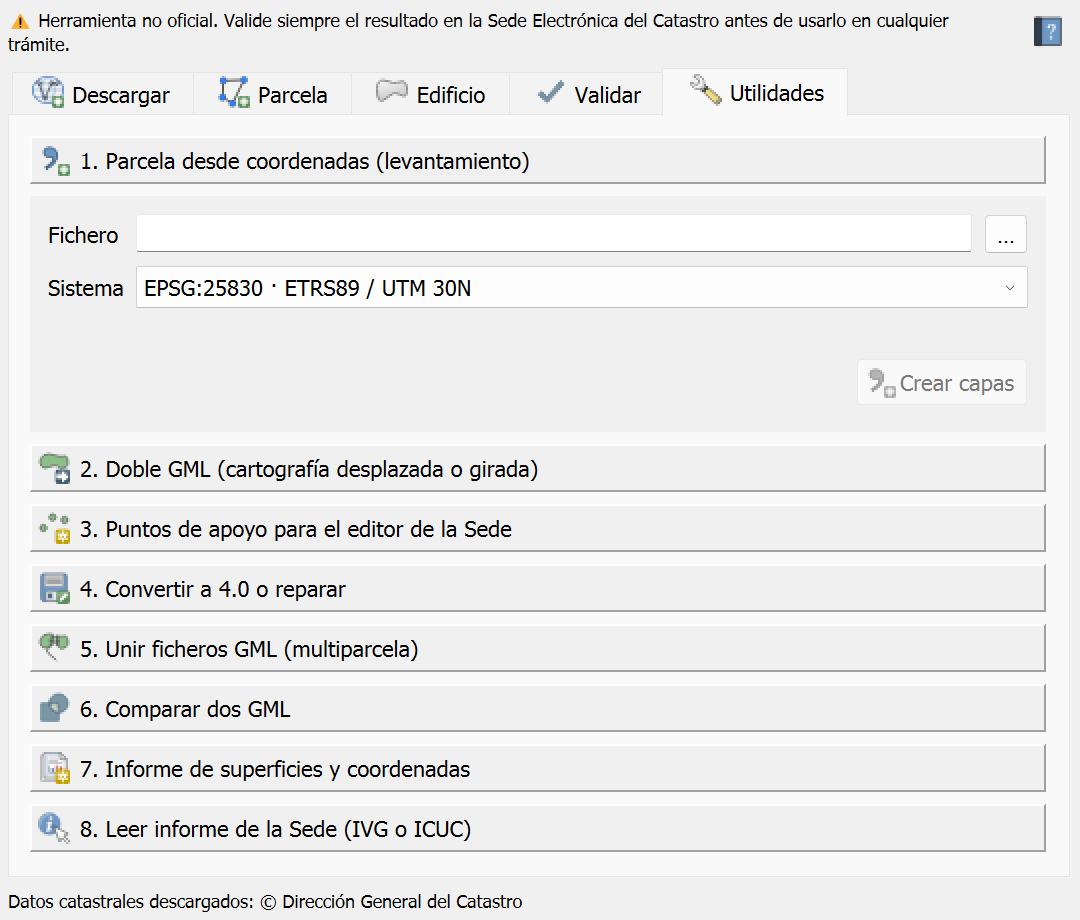 Herramienta no oficial. Valide siempre el resultado en la Sede Electrónica del Catastro antes de usarlo en cualquier
trámite.
Descargar
Parcela
Edificio
Validar
Utilidades
1. Parcela desde coordenadas (levantamiento)
Fichero
...
Sistema
EPSG:25830 · ETRS89 / UTM 30N
Crear capas
2. Doble GML (cartografía desplazada o girada)
3. Puntos de apoyo para el editor de la Sede
4. Convertir a 4.0 o reparar
5. Unir ficheros GML (multiparcela)
6. Comparar dos GML
7. Informe de superficies y coordenadas
8. Leer informe de la Sede (IVG o ICUC)
Datos catastrales descargados: © Dirección General del Catastro